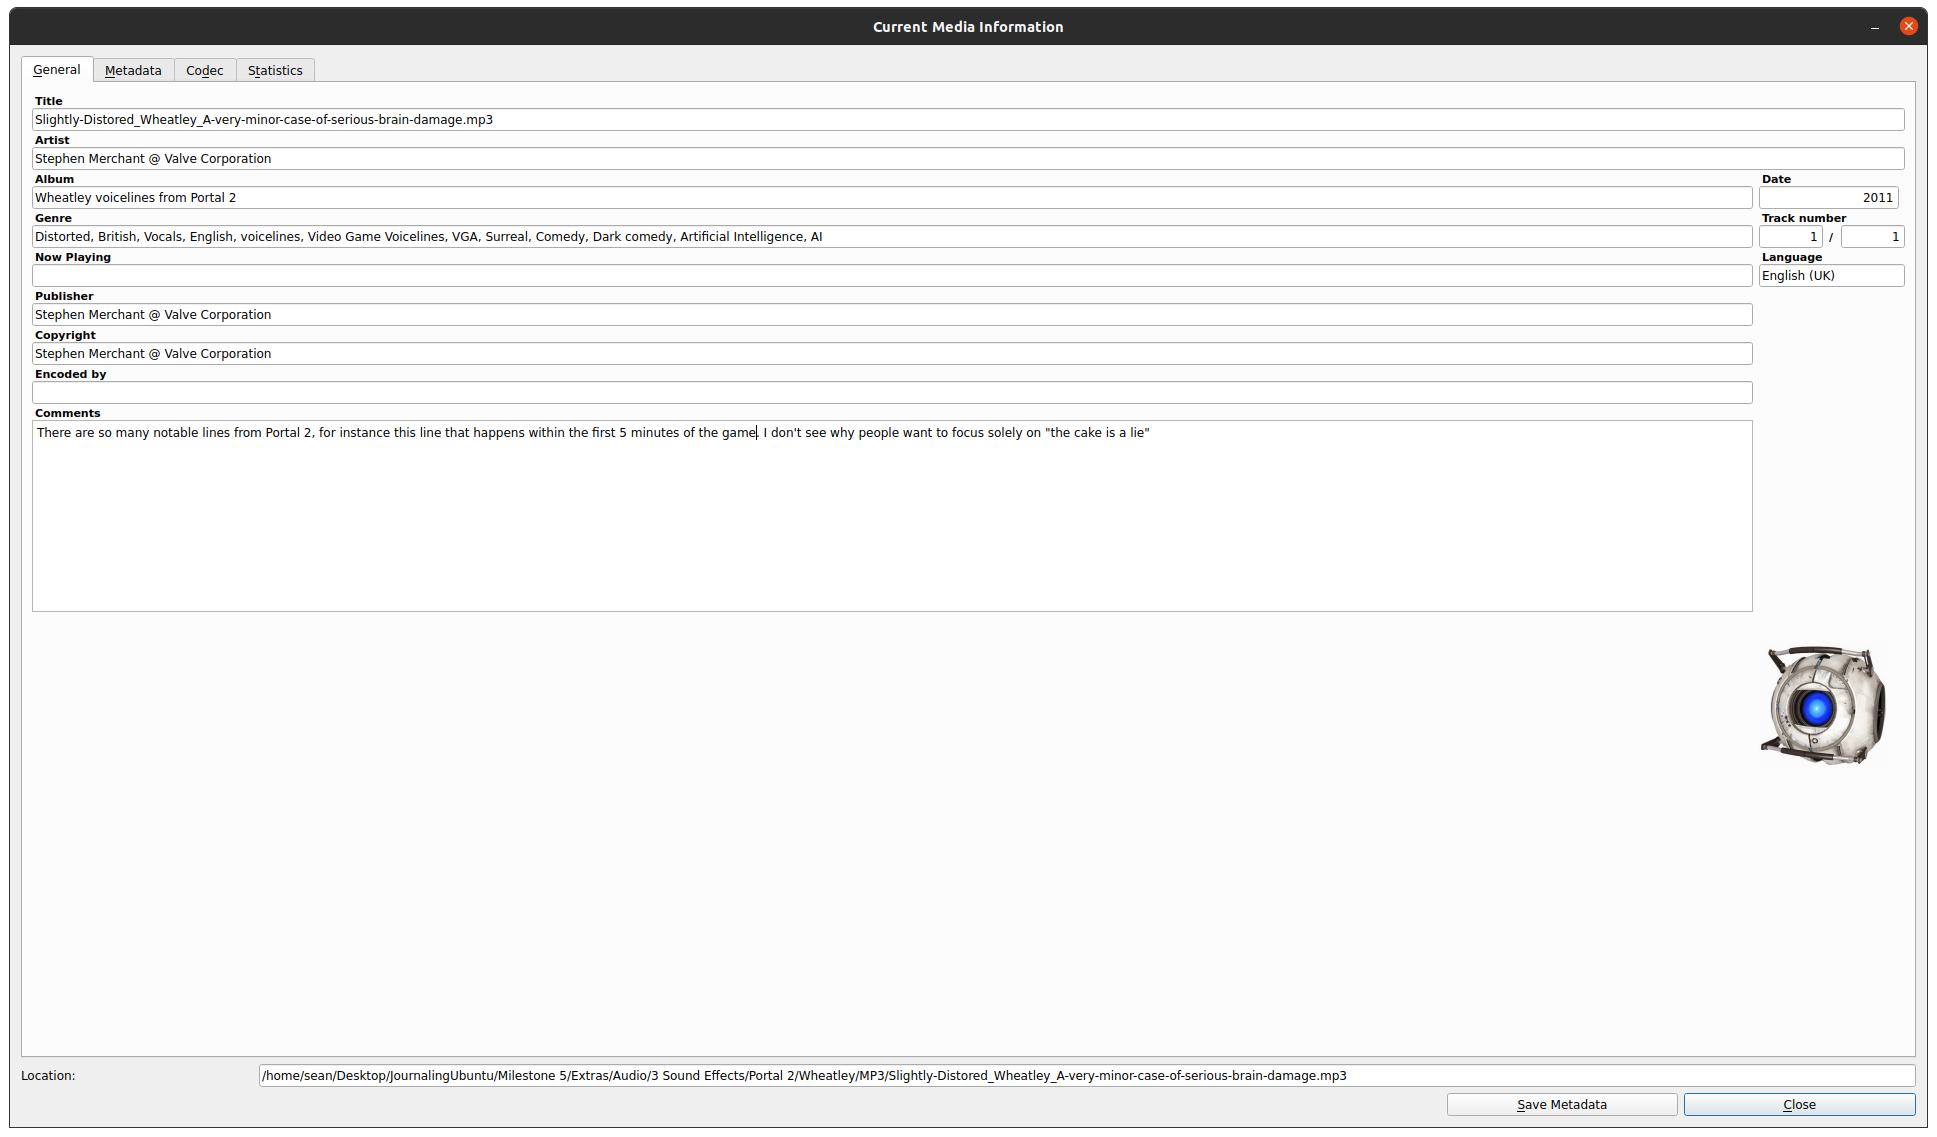 Current Media Information
General Metadata Codec Statistics
Title
Slightly-Distored_Wheatley_A-very-minor-case-of-serious-brain-damage.mp3
Artist
Stephen Merchant @ Valve Corporation
Album Date
Wheatley voicelines from Portal 2 2011
Genre Track number
Distorted, British, Vocals, English, voicelines, Video Game Voicelines, VGA, Surreal, Comedy, Dark comedy, Artificial Intelligence, AI 1 / 1
Now Playing Language
English (UK)
Publisher
Stephen Merchant @ Valve Corporation
Copyright
Stephen Merchant @ Valve Corporation
Encoded by
Comments
There are so many notable lines from Portal 2, for instance this line that happens within the first 5 minutes of the game. I don't see why people want to focus solely on "the cake is a lie"
Location: /home/sean/Desktop/JournalingUbuntu/Milestone 5/Extras/Audio/3 Sound Effects/Portal 2/Wheatley/MP3/Slightly-Distored_Wheatley_A-very-minor-case-of-serious-brain-damage.mp3
Save Metadata Close